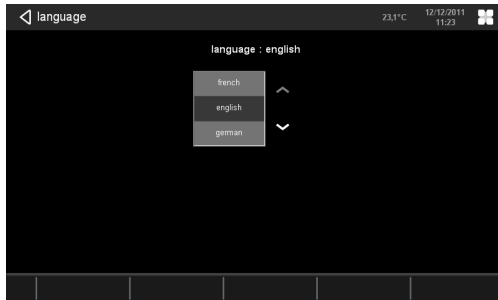 language
23,1°C
12/12/2011
11:23
language : english
french
english
german